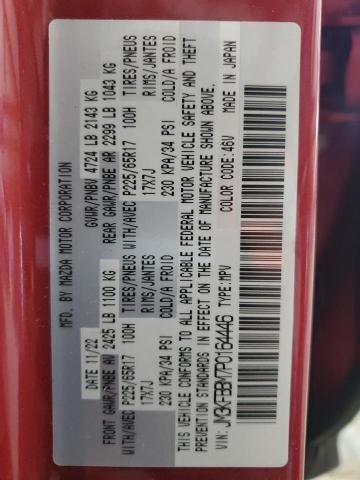 MFD. BY MAZDA MOTOR CORPORATION
DATE 11/22 GVWR/PNBV 4724 LB 2143 KG
FRONT GAWR/PNBE AV 2425 LB 1100 KG REAR GAWR/PNBE AR 2299 LB 1043 KG
WITH/AVEC P225/65R17 100H TIRES/PNEUS WITH/AVEC P225/65R17 100H TIRES/PNEUS
17X7J RIMS/JANTES 17X7J RIMS/JANTES
230 KPA/34 PSI COLD/A FROID 230 KPA/34 PSI COLD/A FROID
THIS VEHICLE CONFORMS TO ALL APPLICABLE FEDERAL MOTOR VEHICLE SAFETY AND THEFT
PREVENTION STANDARDS IN EFFECT ON THE DATE OF MANUFACTURE SHOWN ABOVE.
VIN: JM3KFBBM7P0164446 TYPE:MPV COLOR CODE:46V MADE IN JAPAN